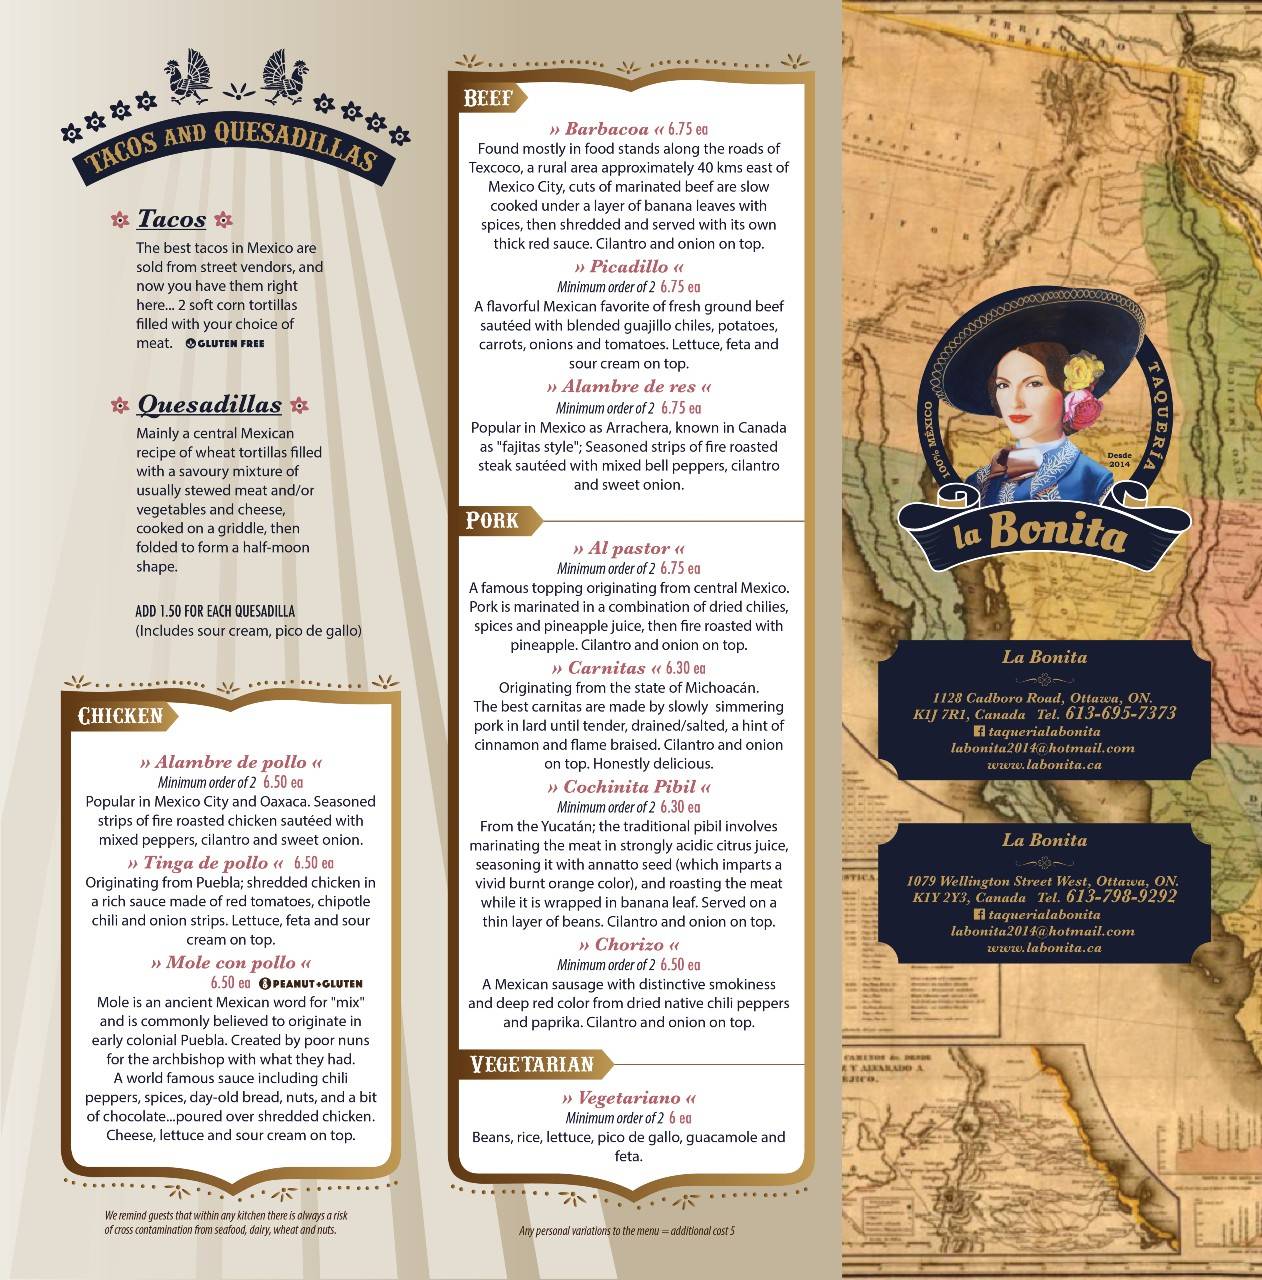 TACOS AND QUESADILLAS
Tacos
The best tacos in Mexico are
sold from street vendors, and
now you have them right
here... 2 soft corn tortillas
filled with your choice of
meat. GLUTEN FREE
Quesadillas
Mainly a central Mexican
recipe of wheat tortillas filled
with a savoury mixture of
usually stewed meat and/or
vegetables and cheese,
cooked on a griddle, then
folded to form a half-moon
shape.
ADD 1.50 FOR EACH QUESADILLA
(Includes sour cream, pico de gallo)
CHICKEN
» Alambre de pollo «
Minimum order of 2 6.50 ea
Popular in Mexico City and Oaxaca. Seasoned
strips of fire roasted chicken sautéed with
mixed peppers, cilantro and sweet onion.
» Tinga de pollo « 6.50 ea
Originating from Puebla; shredded chicken in
a rich sauce made of red tomatoes, chipotle
chili and onion strips. Lettuce, feta and sour
cream on top.
» Mole con pollo «
6.50 ea PEANUT+GLUTEN
Mole is an ancient Mexican word for "mix"
and is commonly believed to originate in
early colonial Puebla. Created by poor nuns
for the archbishop with what they had.
A world famous sauce including chili
peppers, spices, day-old bread, nuts, and a bit
of chocolate...poured over shredded chicken.
Cheese, lettuce and sour cream on top.
We remind guests that within any kitchen there is always a risk
of cross contamination from seafood, dairy, wheat and nuts.
BEEF
» Barbacoa « 6.75 ea
Found mostly in food stands along the roads of
Texcoco, a rural area approximately 40 kms east of
Mexico City, cuts of marinated beef are slow
cooked under a layer of banana leaves with
spices, then shredded and served with its own
thick red sauce. Cilantro and onion on top.
» Picadillo «
Minimum order of 2 6.75 ea
A flavorful Mexican favorite of fresh ground beef
sautéed with blended guajillo chiles, potatoes,
carrots, onions and tomatoes. Lettuce, feta and
sour cream on top.
» Alambre de res «
Minimum order of 2 6.75 ea
Popular in Mexico as Arrachera, known in Canada
as "fajitas style"; Seasoned strips of fire roasted
steak sautéed with mixed bell peppers, cilantro
and sweet onion.
PORK
» Al pastor «
Minimum order of 2 6.75 ea
A famous topping originating from central Mexico.
Pork is marinated in a combination of dried chilies,
spices and pineapple juice, then fire roasted with
pineapple. Cilantro and onion on top.
» Carnitas « 6.30 ea
Originating from the state of Michoacán.
The best carnitas are made by slowly simmering
pork in lard until tender, drained/salted, a hint of
cinnamon and flame braised. Cilantro and onion
on top. Honestly delicious.
» Cochinita Pibil «
Minimum order of 2 6.30 ea
From the Yucatán; the traditional pibil involves
marinating the meat in strongly acidic citrus juice,
seasoning it with annatto seed (which imparts a
vivid burnt orange color), and roasting the meat
while it is wrapped in banana leaf. Served on a
thin layer of beans. Cilantro and onion on top.
» Chorizo «
Minimum order of 2 6.50 ea
A Mexican sausage with distinctive smokiness
and deep red color from dried native chili peppers
and paprika. Cilantro and onion on top.
VEGETARIAN
» Vegetariano «
Minimum order of 2 6 ea
Beans, rice, lettuce, pico de gallo, guacamole and
feta.
Any personal variations to the menu = additional cost 5
TERRITORIO
OREGON
ALTA
100% MÉXICO
TAQUERÍA
Desde
2014
la Bonita
La Bonita
1128 Cadboro Road, Ottawa, ON.
K1J 7R1, Canada Tel. 613-695-7373
taquerialabonita
labonita2014@hotmail.com
www.labonita.ca
La Bonita
1079 Wellington Street West, Ottawa, ON.
K1Y 2Y3, Canada Tel. 613-798-9292
taquerialabonita
labonita2014@hotmail.com
www.labonita.ca